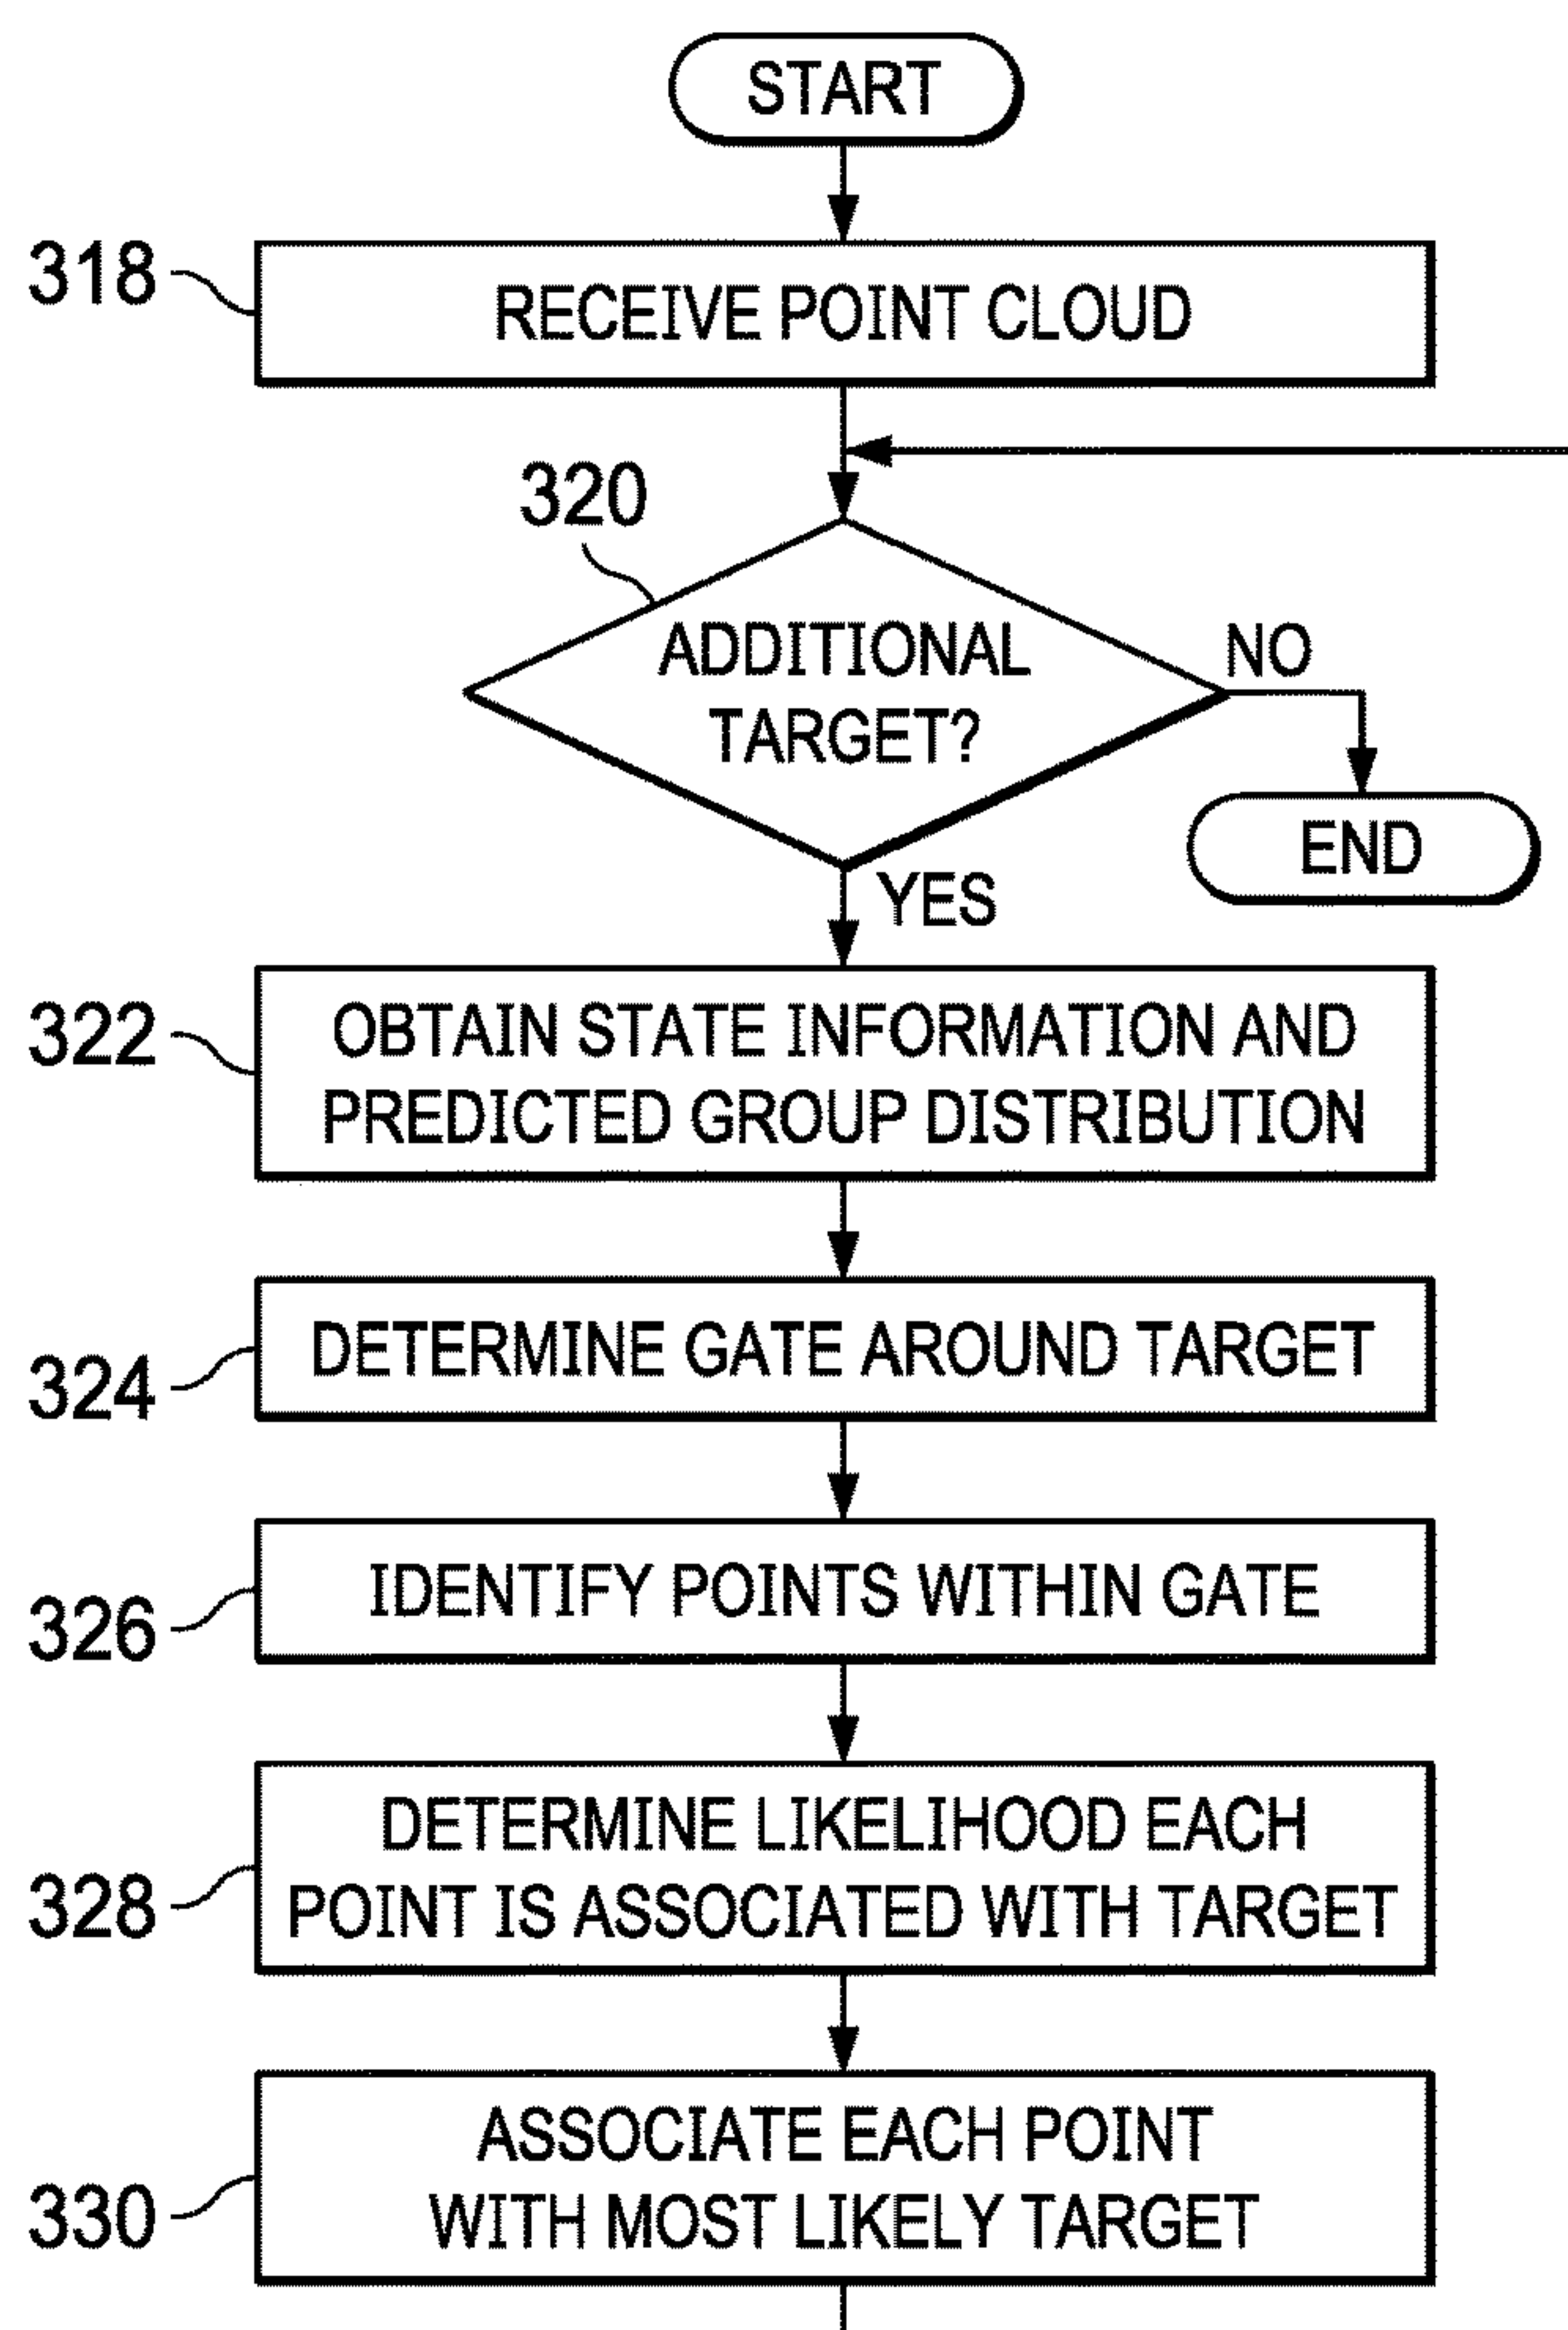 START
318
RECEIVE POINT CLOUD
320
ADDITIONAL
TARGET?
NO
END
YES
322
OBTAIN STATE INFORMATION AND
PREDICTED GROUP DISTRIBUTION
324
DETERMINE GATE AROUND TARGET
326
IDENTIFY POINTS WITHIN GATE
328
DETERMINE LIKELIHOOD EACH
POINT IS ASSOCIATED WITH TARGET
330
ASSOCIATE EACH POINT
WITH MOST LIKELY TARGET